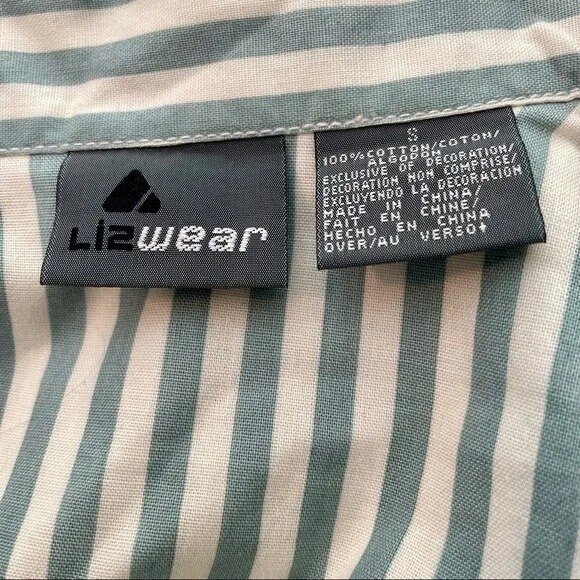 Lizwear
S
100% COTTON/COTON/
ALGODON
EXCLUSIVE OF DECORATION/
DECORATION NON COMPRISE/
EXCLUYENDO LA DECORACION
MADE IN CHINA/
FAIT EN CHINE/
HECHO EN CHINA
OVER/AU VERSO